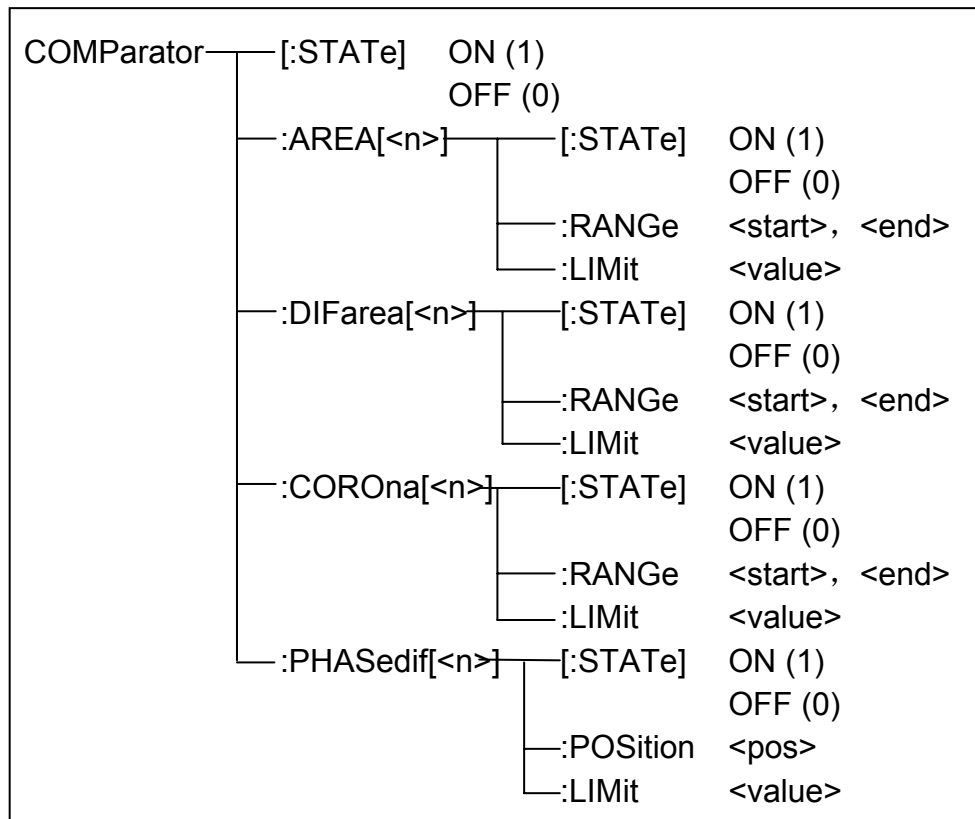 COMParator [:STATe] ON (1)
OFF (0)
:AREA[<n>] [:STATe] ON (1)
OFF (0)
:RANGe <start>，<end>
:LIMit <value>
:DIFarea[<n>] [:STATe] ON (1)
OFF (0)
:RANGe <start>，<end>
:LIMit <value>
:COROna[<n>] [:STATe] ON (1)
OFF (0)
:RANGe <start>，<end>
:LIMit <value>
:PHASedif[<n>] [:STATe] ON (1)
OFF (0)
:POSition <pos>
:LIMit <value>